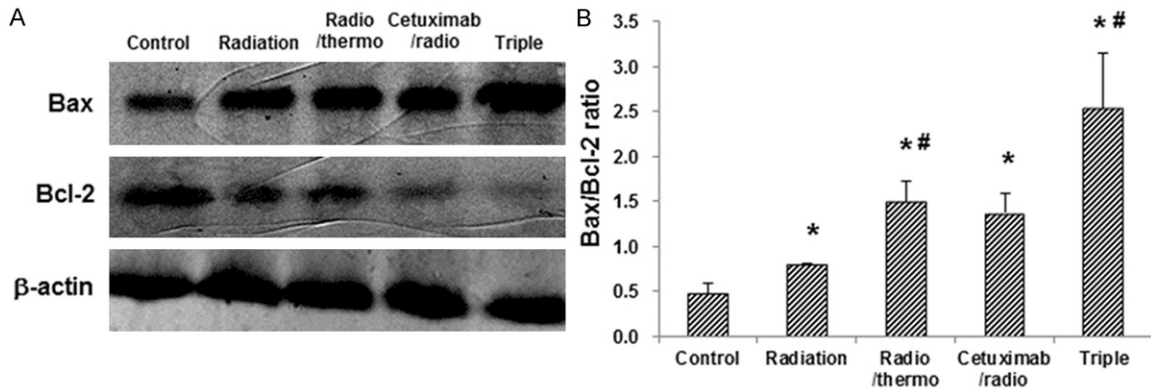 A
Control Radiation Radio /thermo Cetuximab /radio Triple
Bax
Bcl-2
β-actin
B
Bax/Bcl-2 ratio
3.5
3.0
2.5
2.0
1.5
1.0
0.5
0.0
*
* #
*
* #
Control Radiation Radio /thermo Cetuximab /radio Triple